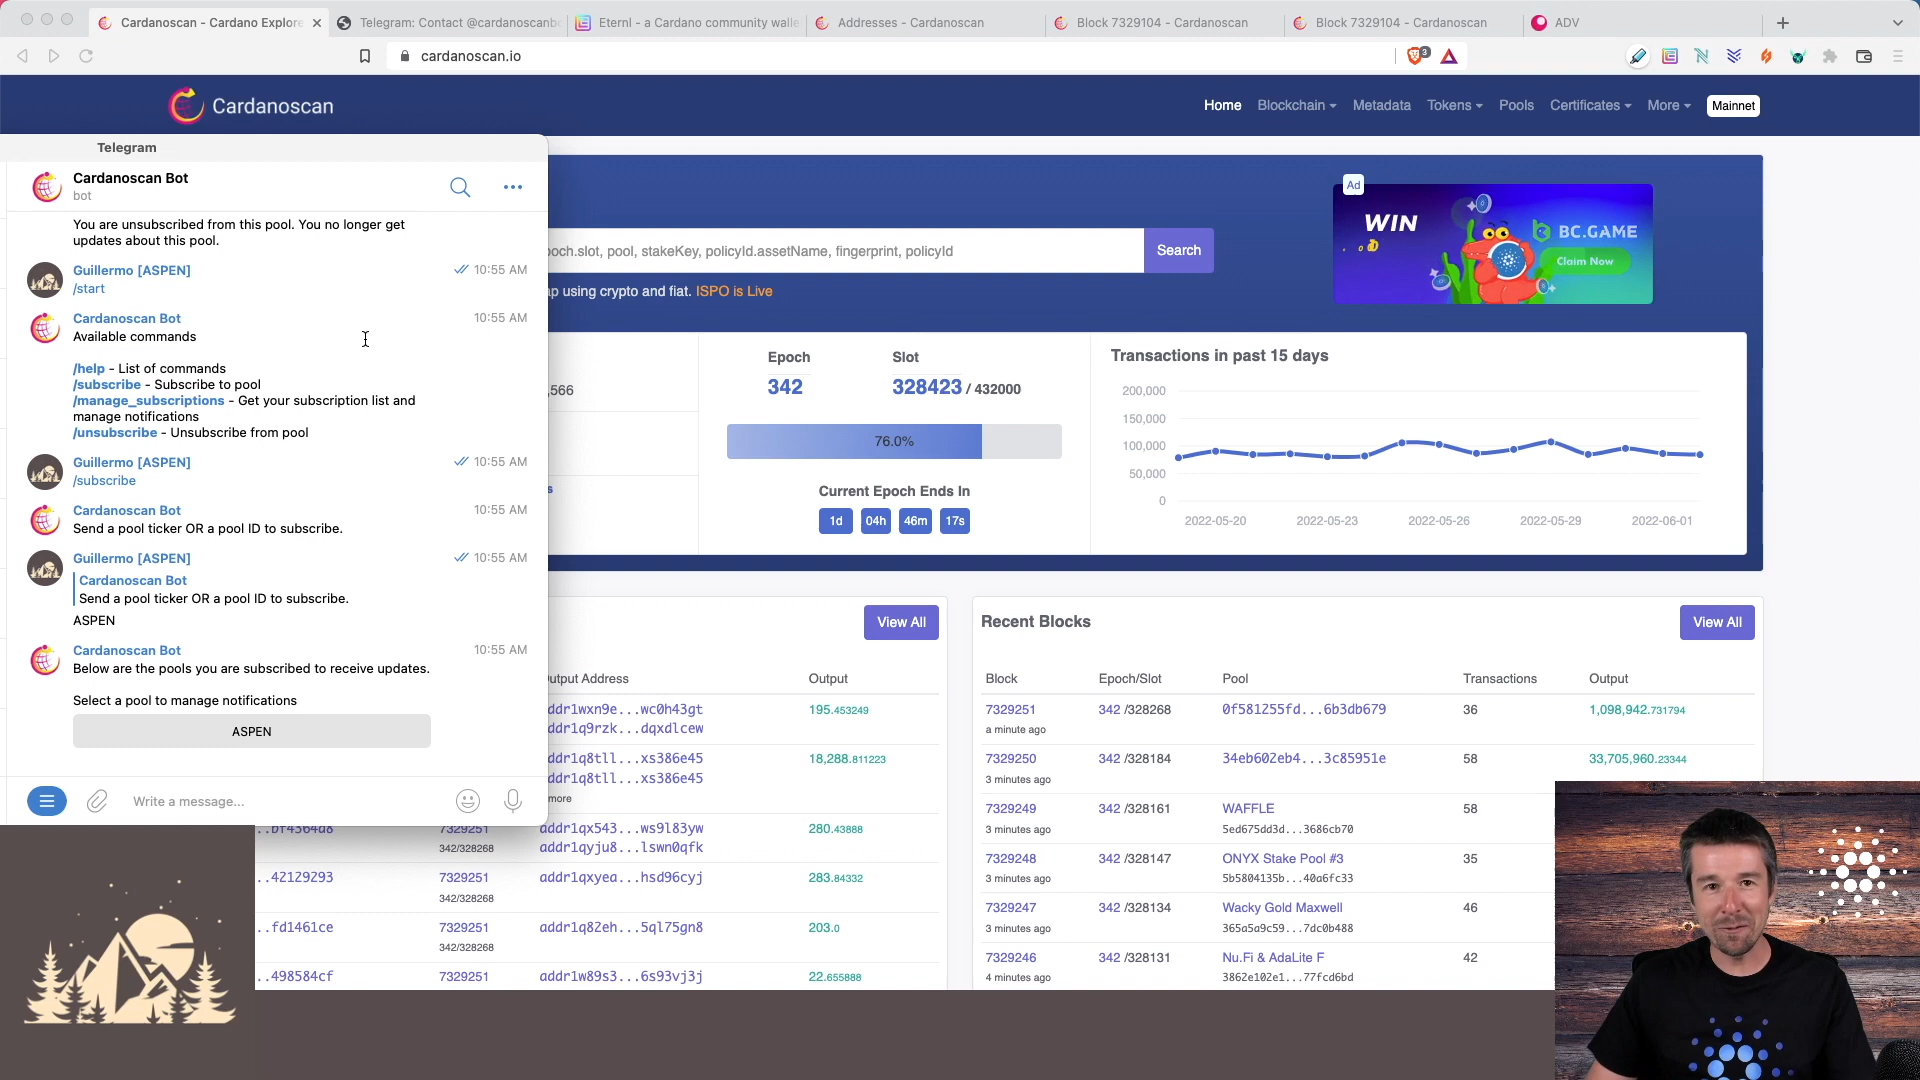 Cardanoscan - Cardano Explore
Telegram: Contact @cardanoscanbo
Eternl - a Cardano community walle
Addresses - Cardanoscan
Block 7329104 - Cardanoscan
Block 7329104 - Cardanoscan
ADV
cardanoscan.io
3
Cardanoscan
Home
Blockchain
Metadata
Tokens
Pools
Certificates
More
Mainnet
Telegram
Cardanoscan Bot
bot
You are unsubscribed from this pool. You no longer get
updates about this pool.
Guillermo [ASPEN]
10:55 AM
/start
Cardanoscan Bot
10:55 AM
Available commands
/help - List of commands
/subscribe - Subscribe to pool
/manage_subscriptions - Get your subscription list and
manage notifications
/unsubscribe - Unsubscribe from pool
Guillermo [ASPEN]
10:55 AM
/subscribe
Cardanoscan Bot
10:55 AM
Send a pool ticker OR a pool ID to subscribe.
Guillermo [ASPEN]
10:55 AM
Cardanoscan Bot
Send a pool ticker OR a pool ID to subscribe.
ASPEN
Cardanoscan Bot
10:55 AM
Below are the pools you are subscribed to receive updates.
Select a pool to manage notifications
ASPEN
Write a message...
och.slot, pool, stakeKey, policyId.assetName, fingerprint, policyId
Search
ap using crypto and fiat. ISPO is Live
Ad
WIN
BC.GAME
Claim Now
,566
s
Epoch
342
Slot
328423 / 432000
76.0%
Current Epoch Ends In
1d 04h 46m 17s
Transactions in past 15 days
200,000
150,000
100,000
50,000
0
2022-05-20
2022-05-23
2022-05-26
2022-05-29
2022-06-01
View All
utput Address
Output
ddr1wxn9e...wc0h43gt
195.453249
ddr1q9rzk...dqxdlcew
ddr1q8tll...xs386e45
18,288.811223
ddr1q8tll...xs386e45
more
..bf4364d8
7329251
addr1qx543...ws9l83yw
280.43888
342/328268
addr1qyju8...lswn0qfk
..42129293
7329251
addr1qxyea...hsd96cyj
283.84332
342/328268
..fd1461ce
7329251
addr1q82eh...5ql75gn8
203.0
342/328268
..498584cf
7329251
addr1w89s3...6s93vj3j
22.655888
Recent Blocks
View All
Block
Epoch/Slot
Pool
Transactions
Output
7329251
342 /328268
0f581255fd...6b3db679
36
1,098,942.731794
a minute ago
7329250
342 /328184
34eb602eb4...3c85951e
58
33,705,960.23344
3 minutes ago
7329249
342 /328161
WAFFLE
58
3 minutes ago
5ed675dd3d...3686cb70
7329248
342 /328147
ONYX Stake Pool #3
35
3 minutes ago
5b5804135b...40a6fc33
7329247
342 /328134
Wacky Gold Maxwell
46
3 minutes ago
365a5a9c59...7dc0b488
7329246
342 /328131
Nu.Fi & AdaLite F
42
4 minutes ago
3862e102e1...77fcd6bd